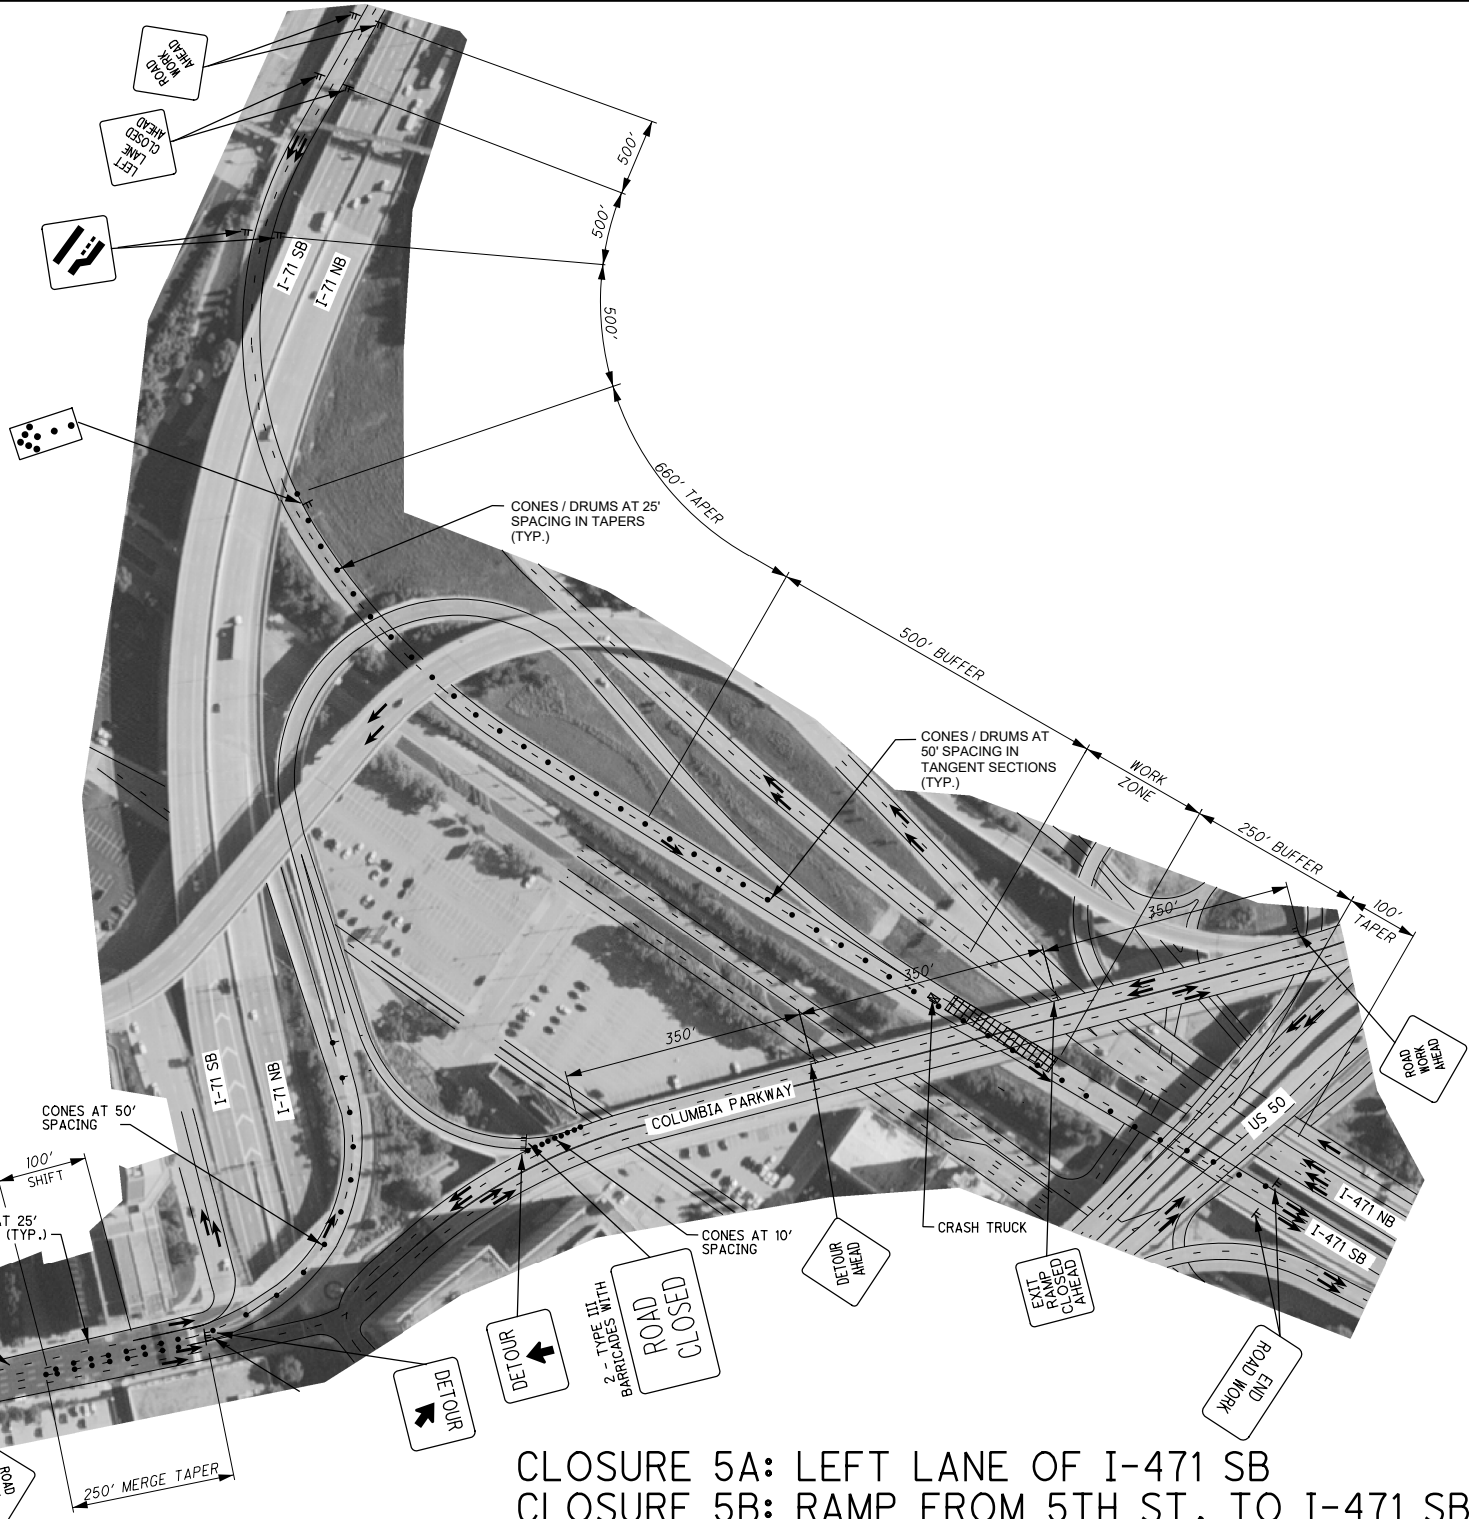 ROAD
WORK
AHEAD
LEFT
LANE
CLOSED
AHEAD
500'
500'
500'
I-71 SB
I-71 NB
660' TAPER
CONES / DRUMS AT 25'
SPACING IN TAPERS
(TYP.)
500' BUFFER
CONES / DRUMS AT
50' SPACING IN
TANGENT SECTIONS
(TYP.)
WORK
ZONE
250' BUFFER
100'
TAPER
350'
350'
350'
ROAD
WORK
AHEAD
COLUMBIA PARKWAY
US 50
I-71 SB
I-71 NB
CONES AT 50'
SPACING
100'
SHIFT
AT 25'
(TYP.)
I-471 NB
I-471 SB
CRASH TRUCK
CONES AT 10'
SPACING
DETOUR
AHEAD
EXIT
RAMP
CLOSED
AHEAD
2 - TYPE III
BARRICADES WITH
ROAD
CLOSED
DETOUR
DETOUR
END
ROAD WORK
250' MERGE TAPER
ROAD
CLOSURE 5A: LEFT LANE OF I-471 SB
CLOSURE 5B: RAMP FROM 5TH ST. TO I-471 SB